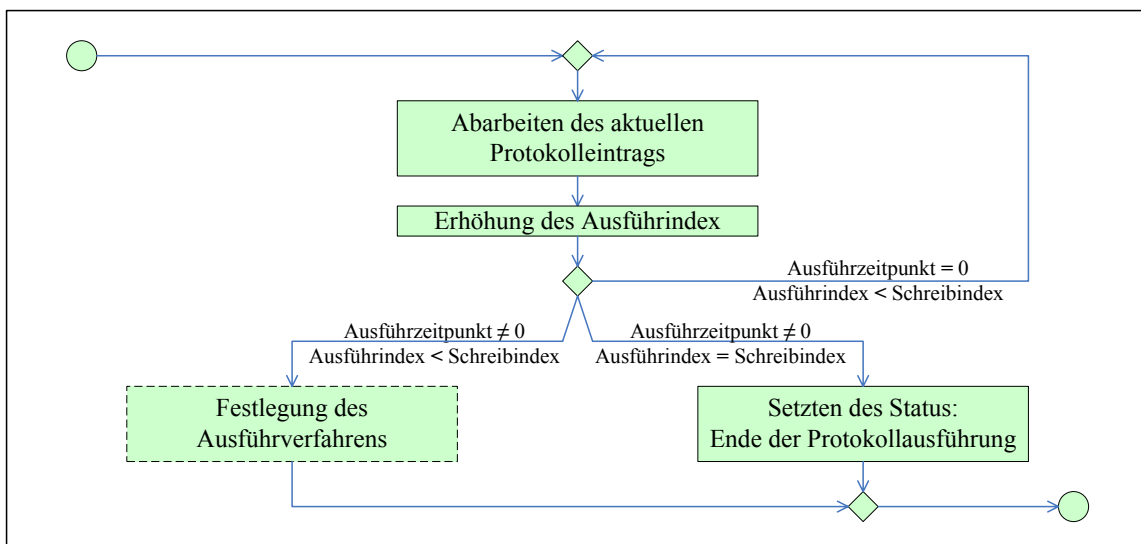 Abarbeiten des aktuellen
Protokolleintrags
Erhöhung des Ausführindex
Ausführzeitpunkt = 0
Ausführindex < Schreibindex
Ausführzeitpunkt ≠ 0
Ausführindex < Schreibindex
Ausführzeitpunkt ≠ 0
Ausführindex = Schreibindex
Festlegung des
Ausführverfahrens
Setzten des Status:
Ende der Protokollausführung